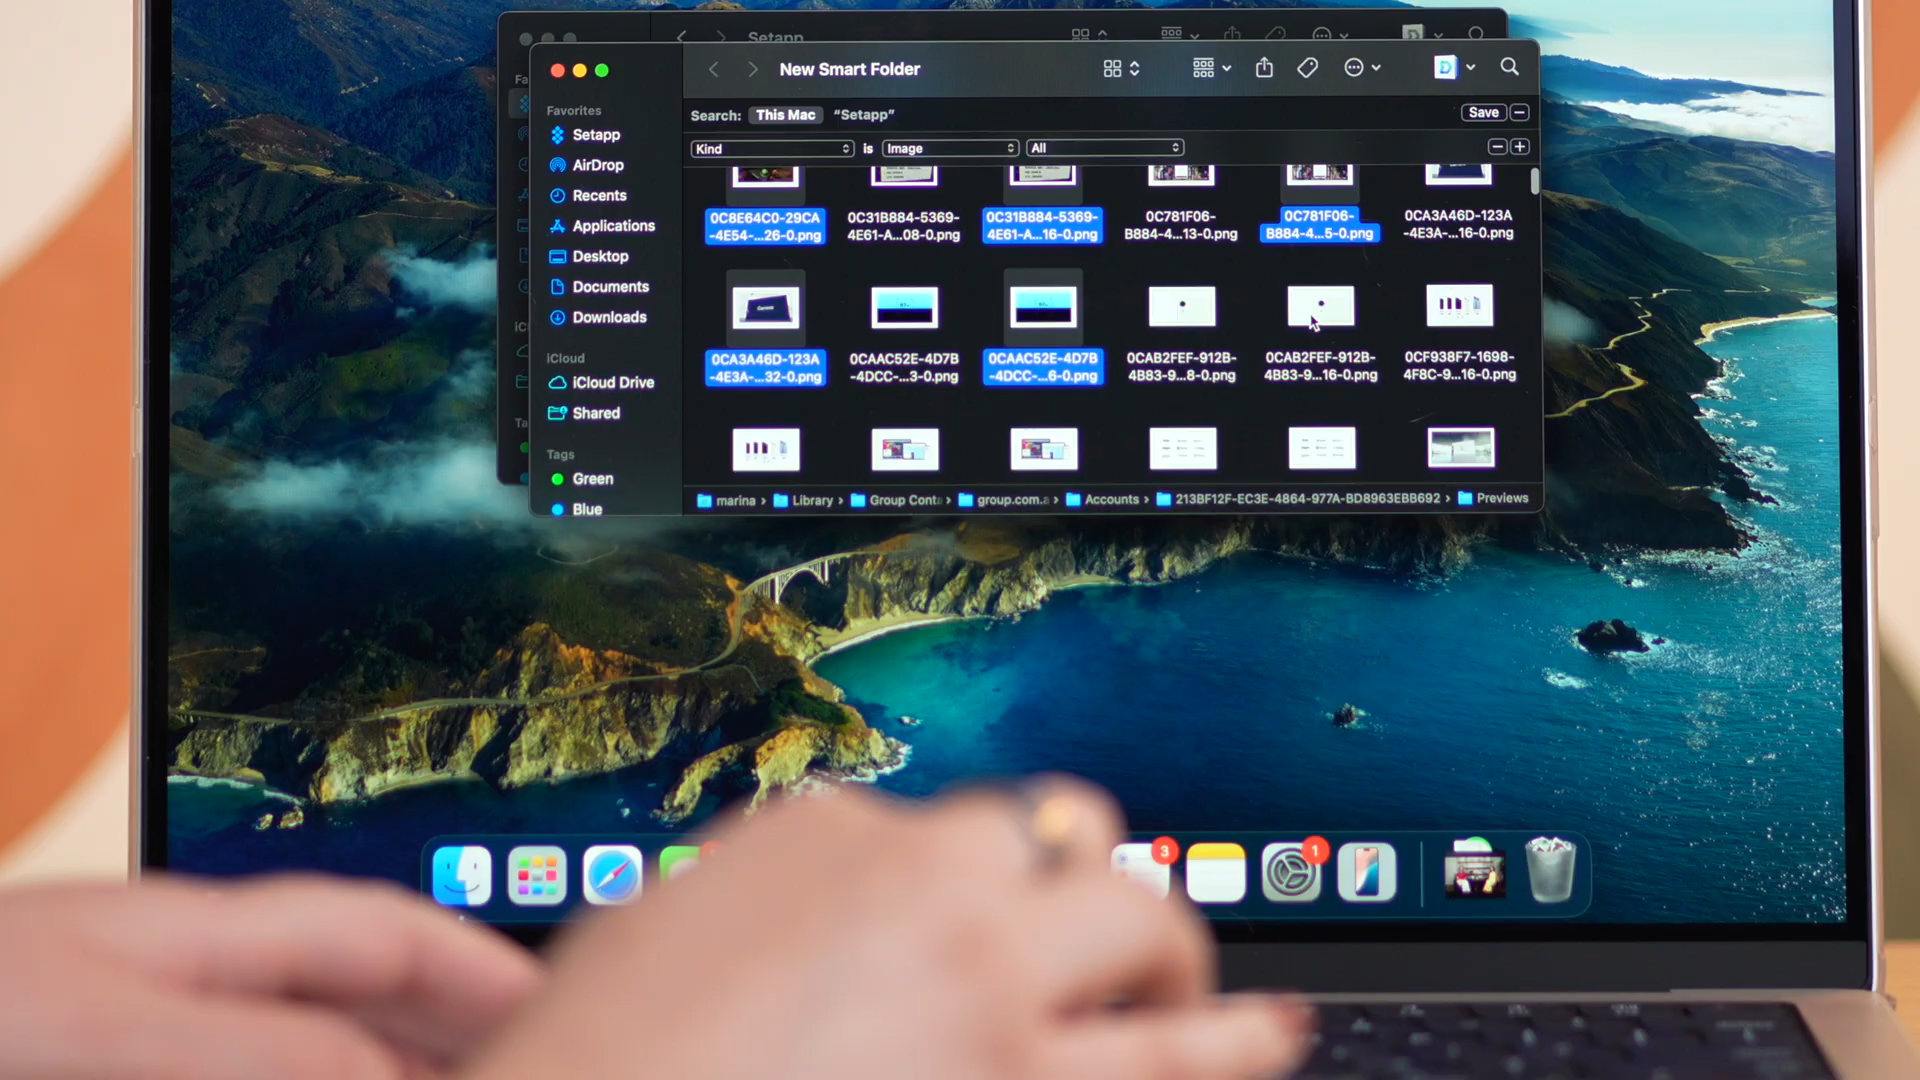 Setapp
New Smart Folder
Favorites
Setapp
AirDrop
Recents
Applications
Desktop
Documents
Downloads
iCloud
iCloud Drive
Shared
Tags
Green
Blue
Search: This Mac “Setapp” Save
Kind is Image All
0C8E64C0-29CA
-4E54-...26-0.png
0C31B884-5369-
4E61-A...08-0.png
0C31B884-5369-
4E61-A...16-0.png
0C781F06-
B884-4...13-0.png
0C781F06-
B884-4...5-0.png
0CA3A46D-123A
-4E3A-...16-0.png
0CA3A46D-123A
-4E3A-...32-0.png
0CAAC52E-4D7B
-4DCC-...3-0.png
0CAAC52E-4D7B
-4DCC-...6-0.png
0CAB2FEF-912B-
4B83-9...8-0.png
0CAB2FEF-912B-
4B83-9...16-0.png
0CF938F7-1698-
4F8C-9...16-0.png
marina › Library › Group Cont › group.com.a › Accounts › 213BF12F-EC3E-4864-977A-BD8963EBB692 › Previews
3
1